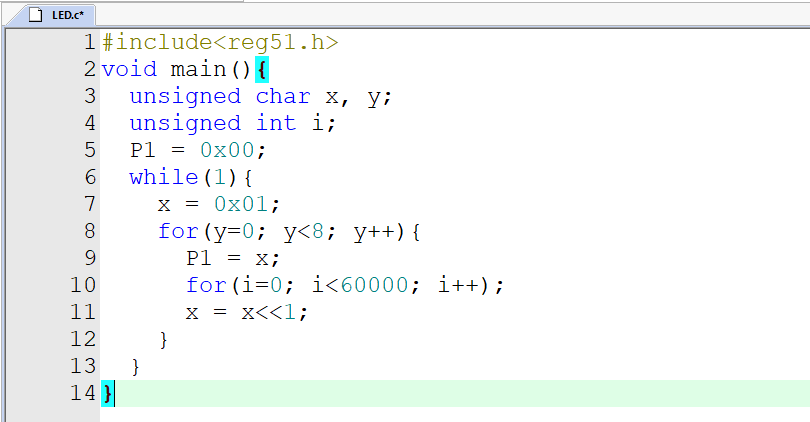 LED.c*
1 #include<reg51.h>
2 void main(){
3   unsigned char x, y;
4   unsigned int i;
5   P1 = 0x00;
6   while(1){
7     x = 0x01;
8     for(y=0; y<8; y++){
9       P1 = x;
10       for(i=0; i<60000; i++);
11       x = x<<1;
12     }
13   }
14 }